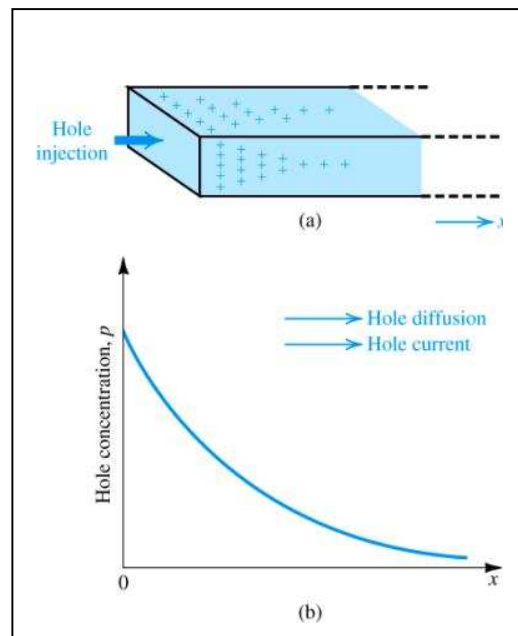 Hole
injection
(a)
x
Hole diffusion
Hole current
Hole concentration, p
0
x
(b)